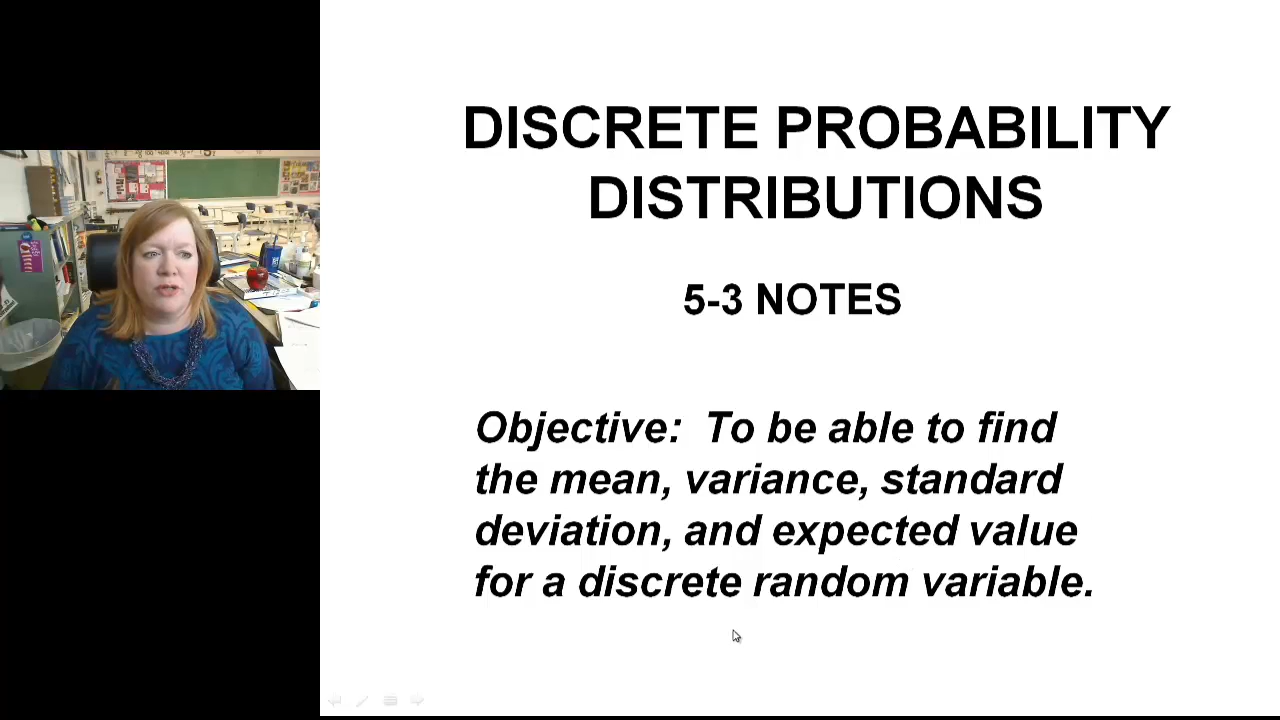 DISCRETE PROBABILITY
DISTRIBUTIONS
5-3 NOTES
Objective: To be able to find
the mean, variance, standard
deviation, and expected value
for a discrete random variable.